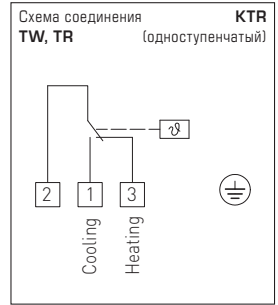 Схема соединения KTR
TW, TR (одноступенчатый)
ϑ
2 1 3
Cooling
Heating